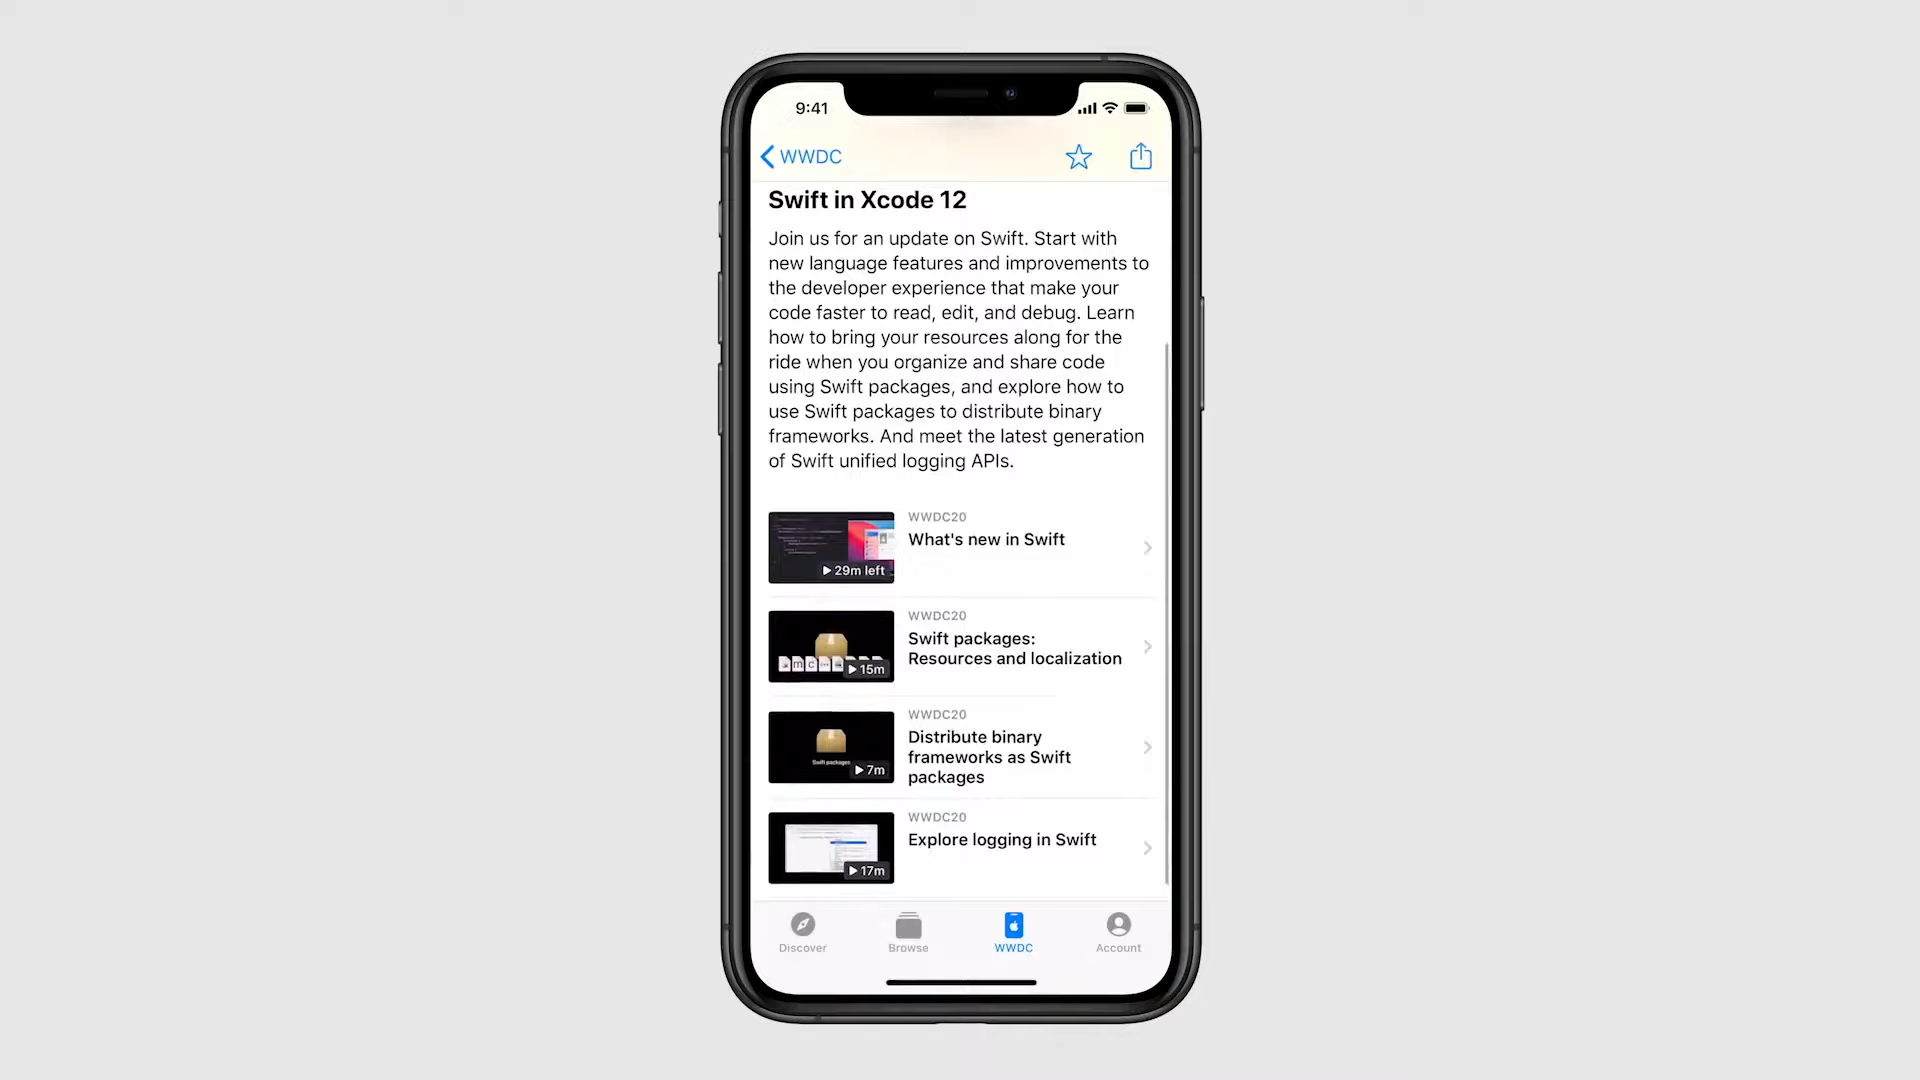 9:41
WWDC
Swift in Xcode 12
Join us for an update on Swift. Start with
new language features and improvements to
the developer experience that make your
code faster to read, edit, and debug. Learn
how to bring your resources along for the
ride when you organize and share code
using Swift packages, and explore how to
use Swift packages to distribute binary
frameworks. And meet the latest generation
of Swift unified logging APIs.
WWDC20
What's new in Swift
29m left
WWDC20
Swift packages:
Resources and localization
15m
WWDC20
Distribute binary
frameworks as Swift
packages
Swift packages
7m
WWDC20
Explore logging in Swift
17m
Discover
Browse
WWDC
Account